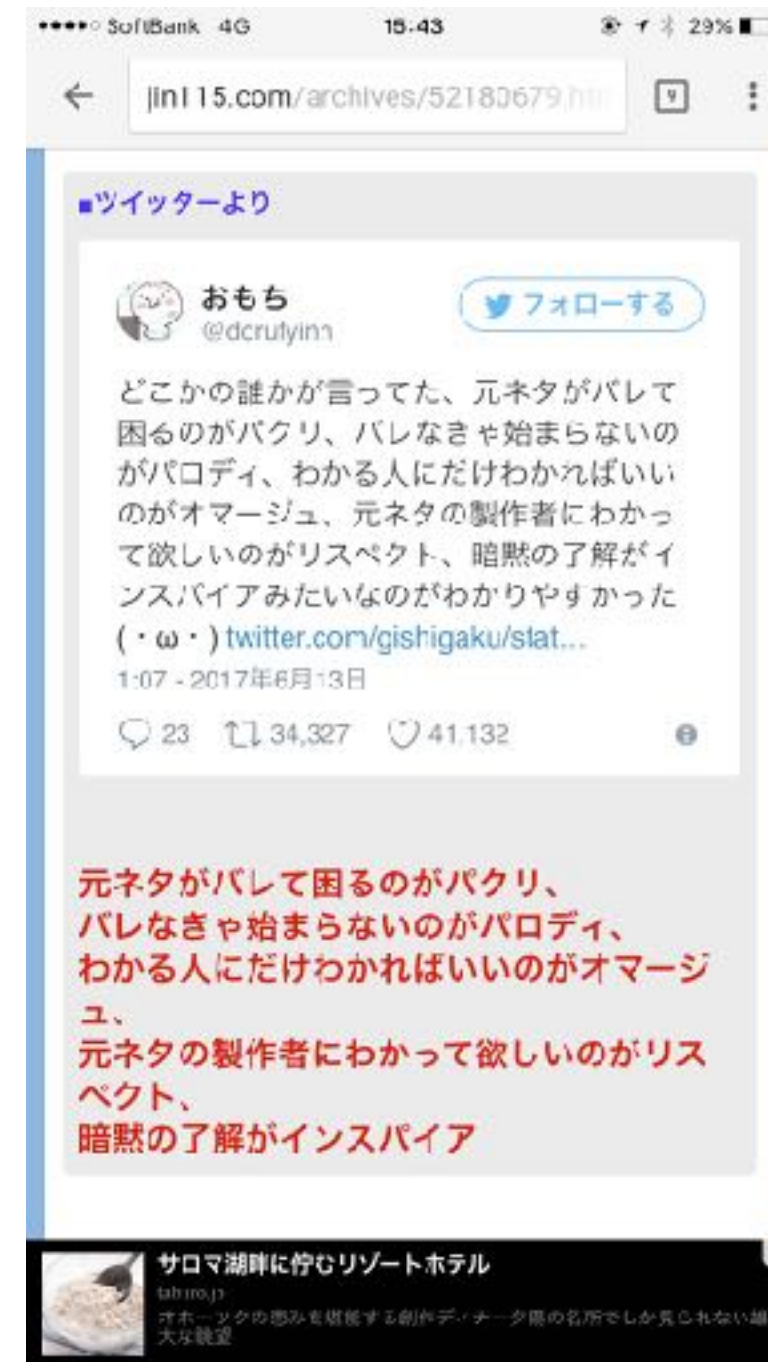 SoftBank 4G 15:43 29%
jin115.com/archives/52180679.htm
9
■ツイッターより
おもち
フォローする
どこかの誰かが言ってた、元ネタがバレて
困るのがパクリ、バレなきゃ始まらないの
がパロディ、わかる人にだけわかればいい
のがオマージュ、元ネタの製作者にわかっ
て欲しいのがリスペクト、暗黙の了解がイ
ンスパイアみたいなのがわかりやすかった
(・ω・) twitter.com/gishigaku/stat...
1:07 - 2017年6月13日
23 34,327 41,132
元ネタがバレて困るのがパクリ、
バレなきゃ始まらないのがパロディ、
わかる人にだけわかればいいのがオマージ
ュ、
元ネタの製作者にわかって欲しいのがリス
ペクト、
暗黙の了解がインスパイア
サロマ湖畔に佇むリゾートホテル
大な眺望